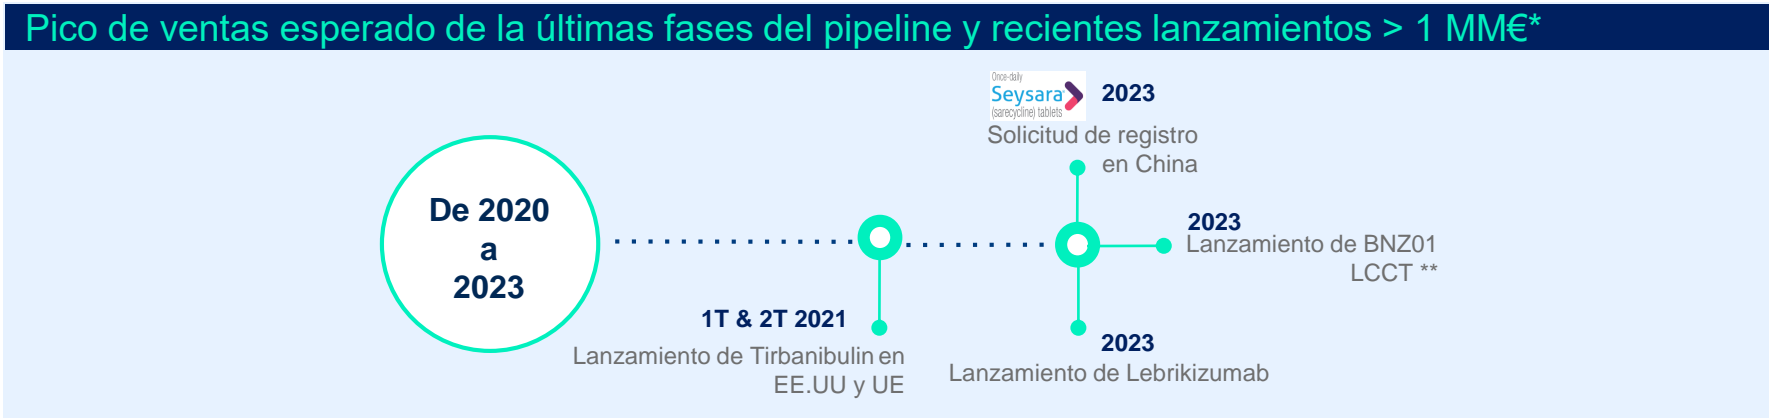 Pico de ventas esperado de la últimas fases del pipeline y recientes lanzamientos > 1 MM€*
De 2020
a
2023
1T & 2T 2021
Lanzamiento de Tirbanibulin en
EE.UU y UE
Once-daily
Seysara
(sarecycline) tablets
2023
Solicitud de registro
en China
2023
Lanzamiento de BNZ01
LCCT **
2023
Lanzamiento de Lebrikizumab